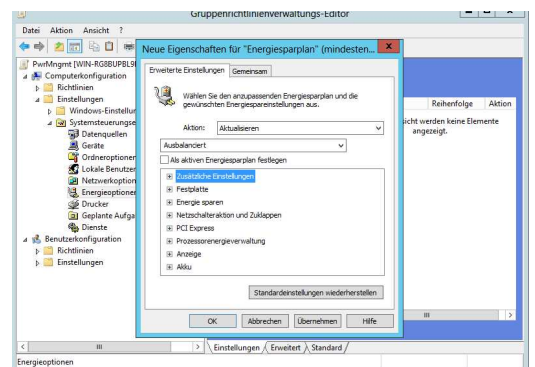 Gruppenrichtlinienverwaltungs-Editor
Datei Aktion Ansicht ?
PwrMngmt [WIN-RG8BUPBL9
Computerkonfiguration
Richtlinien
Einstellungen
Windows-Einstellur
Systemsteuerungse
Datenquellen
Geräte
Ordneroptionen
Lokale Benutzer
Netzwerkoption
Energieoptionen
Drucker
Geplante Aufga
Dienste
Benutzerkonfiguration
Richtlinien
Einstellungen
Neue Eigenschaften für "Energiesparplan" (mindesten...
Erweiterte Einstellungen Gemeinsam
Wählen Sie den anzupassenden Energiesparplan und die
gewünschten Energiespareinstellungen aus.
Aktion: Aktualisieren
Ausbalanciert
Als aktiven Energiesparplan festlegen
Zusätzliche Einstellungen
Festplatte
Energie sparen
Netzschalteraktion und Zuklappen
PCI Express
Prozessorenergieverwaltung
Anzeige
Akku
Standardeinstellungen wiederherstellen
OK Abbrechen Übernehmen Hilfe
Reihenfolge Aktion
sicht werden keine Elemente
angezeigt.
Einstellungen Erweitert Standard
Energieoptionen